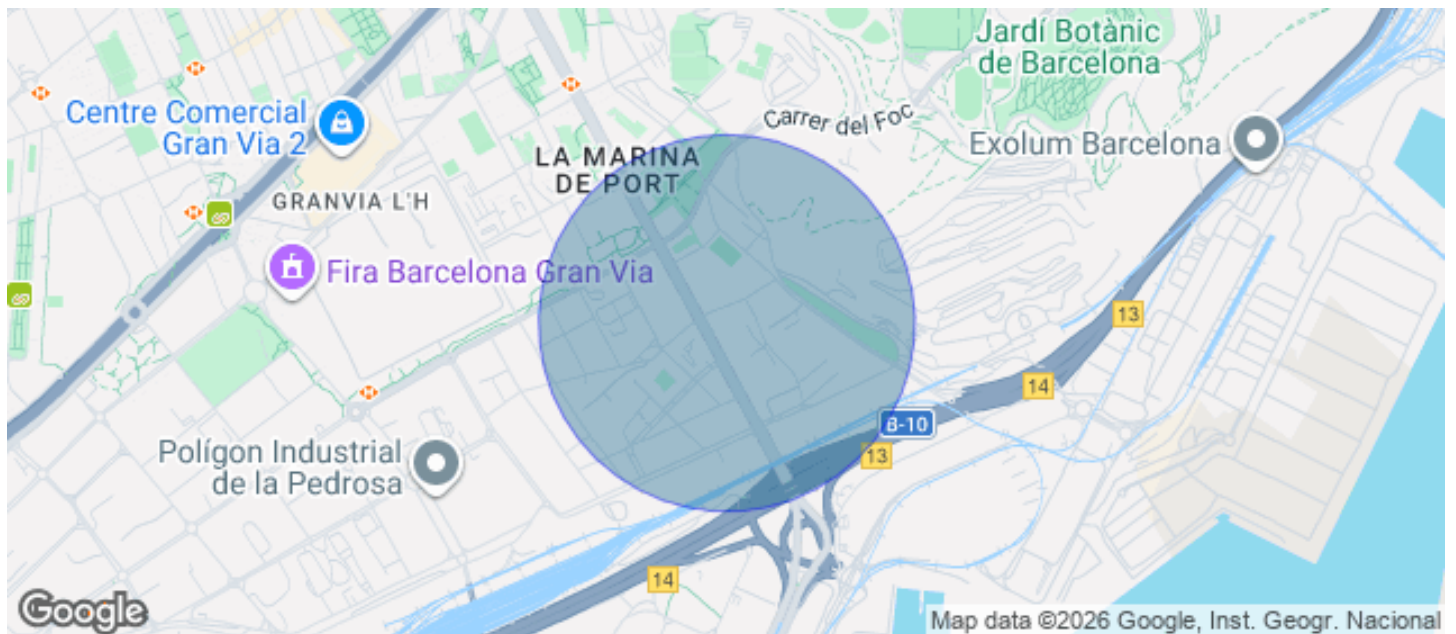 Jardí Botànic
de Barcelona
Centre Comercial
Gran Via 2
Carrer del Foc
Exolum Barcelona
LA MARINA
DE PORT
GRANVIA L'H
Fira Barcelona Gran Via
13
14
B-10
13
Polígon Industrial
de la Pedrosa
14
Google
Map data ©2026 Google, Inst. Geogr. Nacional